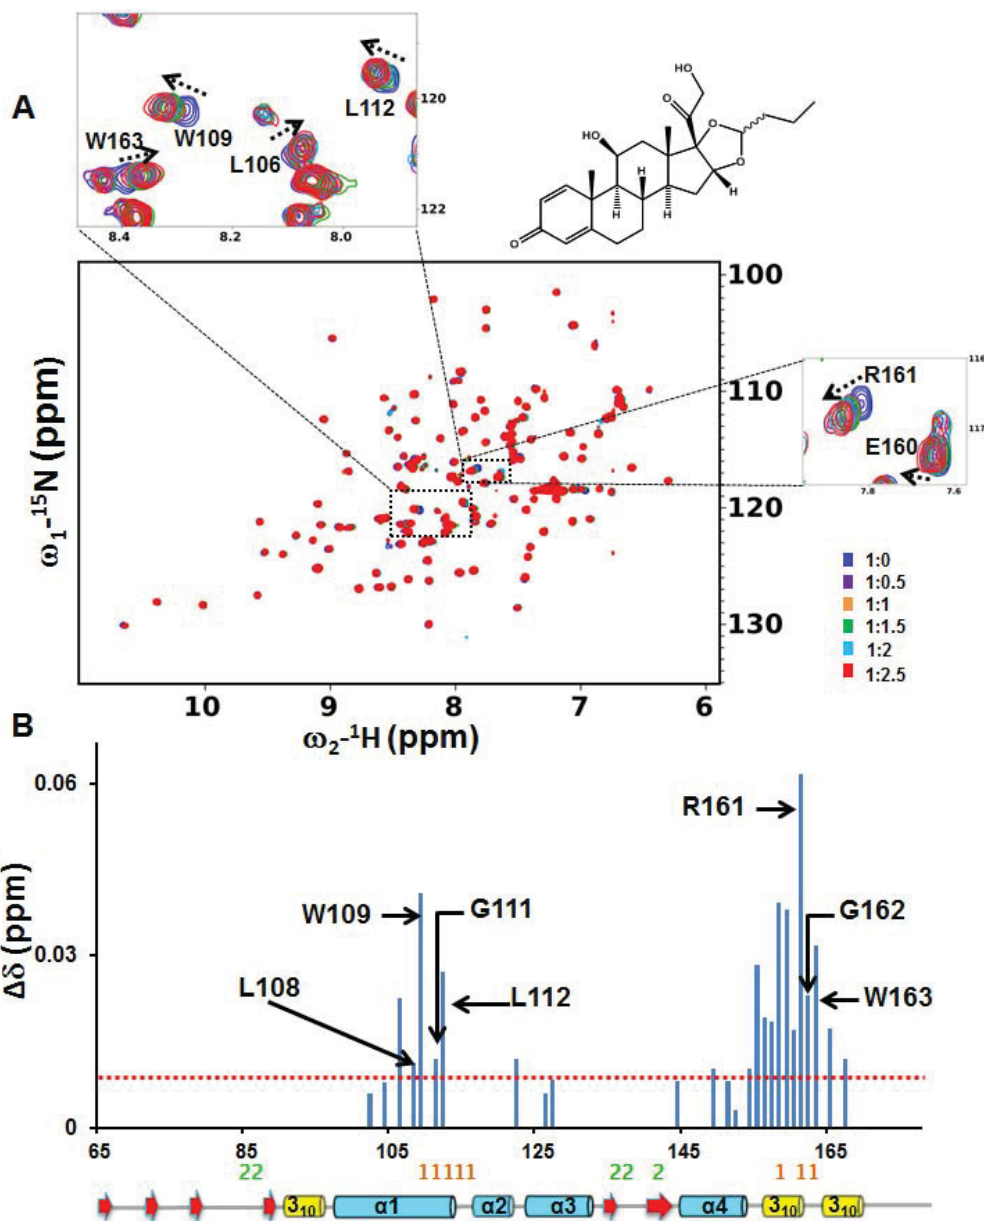 A
L112
120
W163
W109
L106
122
8.4
8.2
8.0
HO
O
HO
O
O
H
H
H
H
O
100
110
120
130
ω1-15N (ppm)
10
9
8
7
6
ω2-1H (ppm)
116
R161
117
E160
7.8
7.6
1:0
1:0.5
1:1
1:1.5
1:2
1:2.5
B
0.06
0.03
0
Δδ (ppm)
R161
W109
G111
G162
L108
L112
W163
65
85
105
125
145
165
22
111111
22
2
1
11
310
α1
α2
α3
α4
310
310